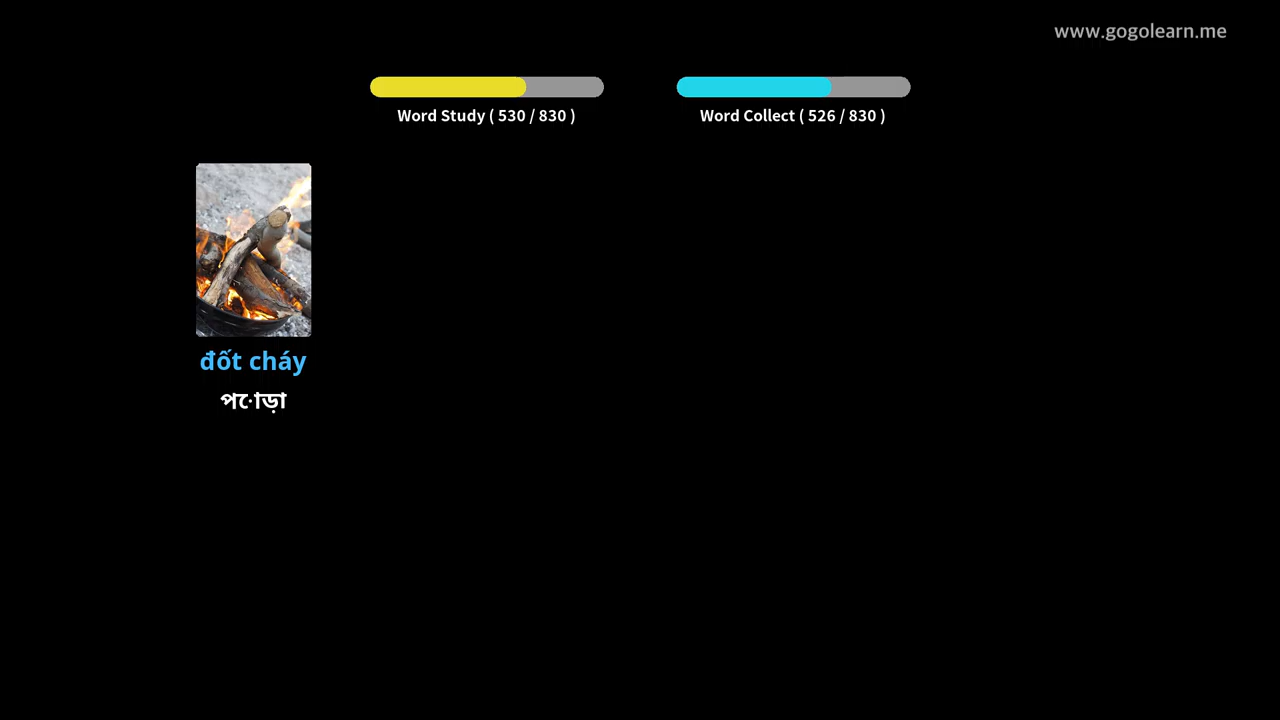 www.gogolearn.me
Word Study ( 530 / 830 )
Word Collect ( 526 / 830 )
đốt cháy
পোড়া